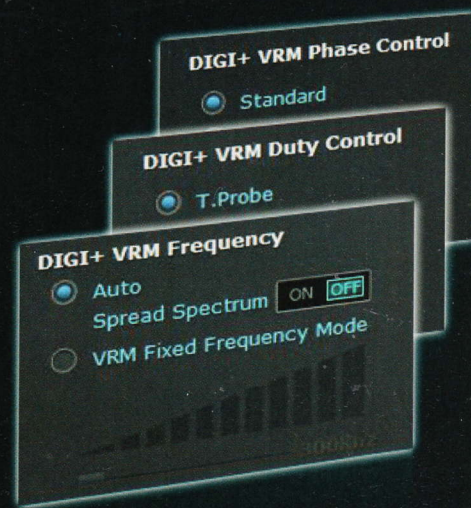 DIGI+ VRM Phase Control
Standard
DIGI+ VRM Duty Control
T.Probe
DIGI+ VRM Frequency
Auto
Spread Spectrum ON OFF
VRM Fixed Frequency Mode
300Khz